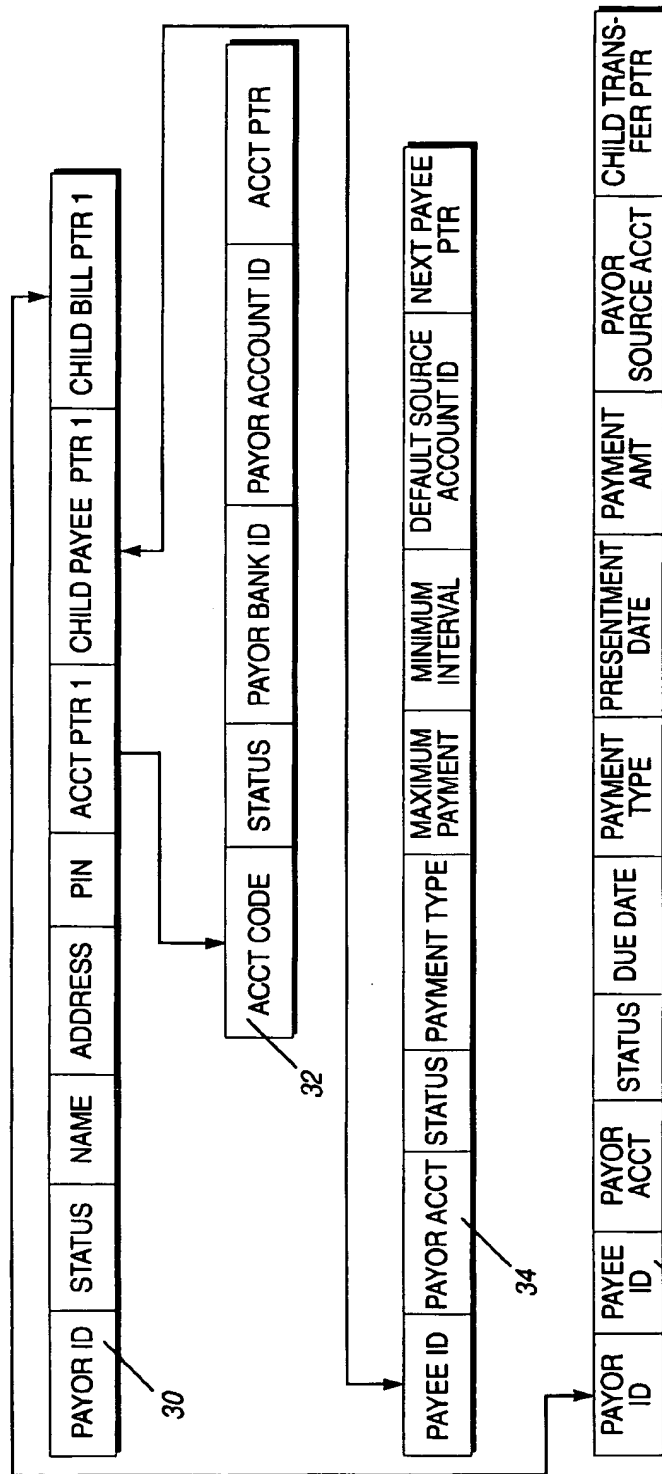 PAYOR ID
STATUS
NAME
ADDRESS
PIN
ACCT PTR 1
CHILD PAYEE PTR 1
CHILD BILL PTR 1
30
ACCT CODE
STATUS
PAYOR BANK ID
PAYOR ACCOUNT ID
ACCT PTR
32
PAYEE ID
PAYOR ACCT
STATUS
PAYMENT TYPE
MAXIMUM
PAYMENT
MINIMUM
INTERVAL
DEFAULT SOURCE
ACCOUNT ID
NEXT PAYEE
PTR
34
PAYOR
ID
PAYEE
ID
PAYOR
ACCT
STATUS
DUE DATE
PAYMENT
TYPE
PRESENTMENT
DATE
PAYMENT
AMT
PAYOR
SOURCE ACCT
CHILD TRANS-
FER PTR